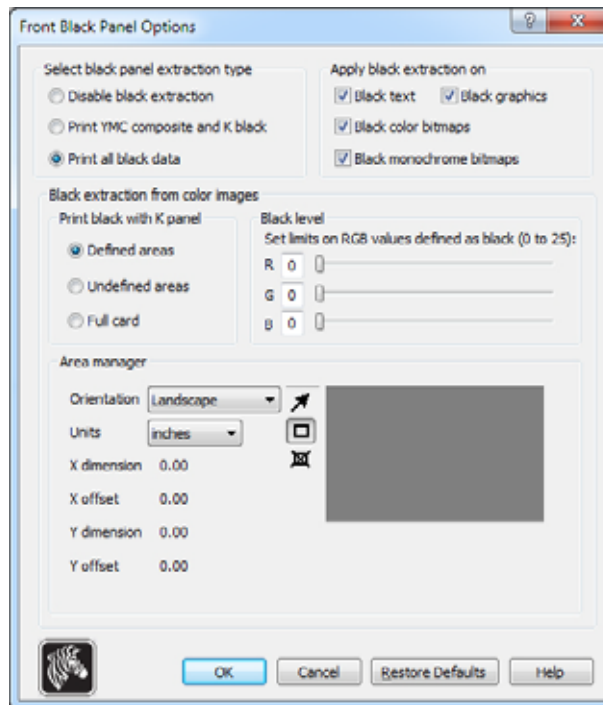 Front Black Panel Options
Select black panel extraction type
Disable black extraction
Print YMC composite and K black
Print all black data
Apply black extraction on
Black text Black graphics
Black color bitmaps
Black monochrome bitmaps
Black extraction from color images
Print black with K panel
Defined areas
Undefined areas
Full card
Black level
Set limits on RGB values defined as black (0 to 25):
R 0
G 0
B 0
Area manager
Orientation Landscape
Units inches
X dimension 0.00
X offset 0.00
Y dimension 0.00
Y offset 0.00
OK Cancel Restore Defaults Help